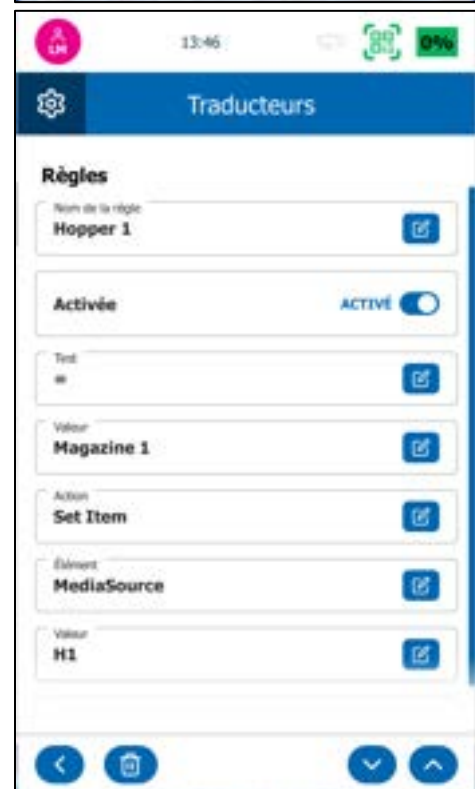 LM
13:46
0%
Traducteurs
Règles
Nom de la règle
Hopper 1
Activée
ACTIVÉ
Test
=
Valeur
Magazine 1
Action
Set Item
Élément
MediaSource
Valeur
H1